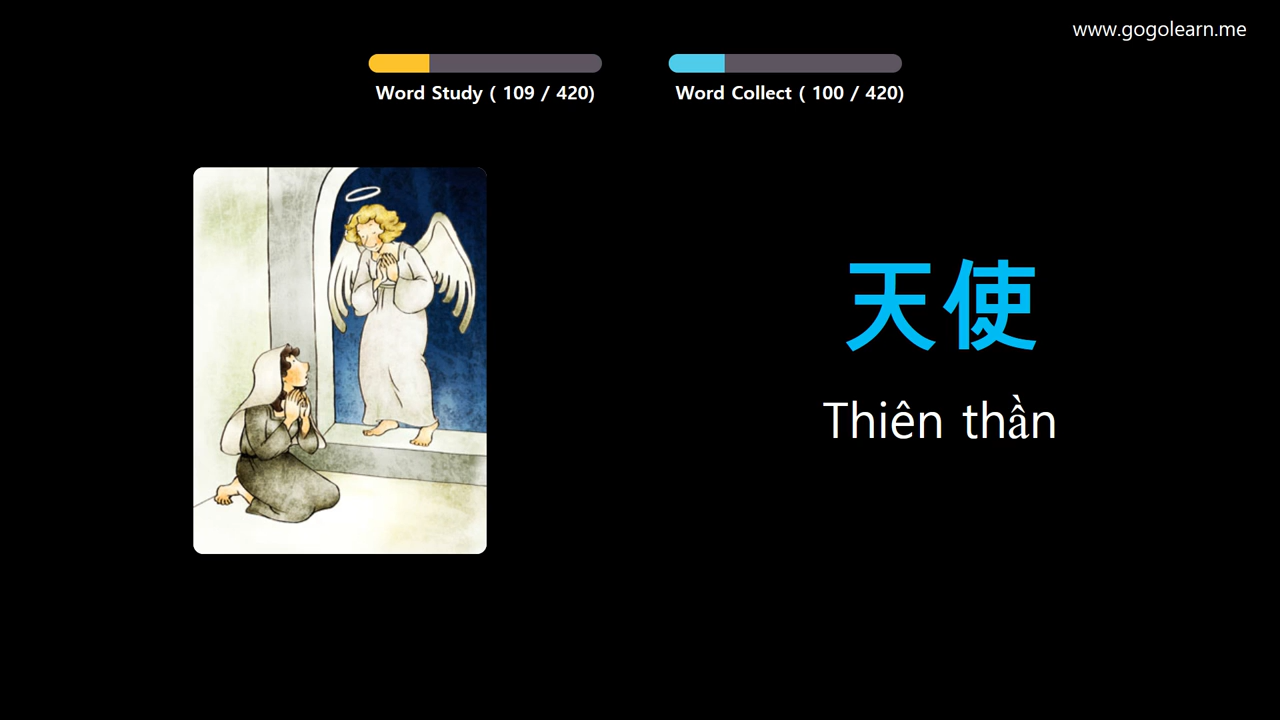 www.gogolearn.me
Word Study ( 109 / 420)
Word Collect ( 100 / 420)
天使
Thiên thần